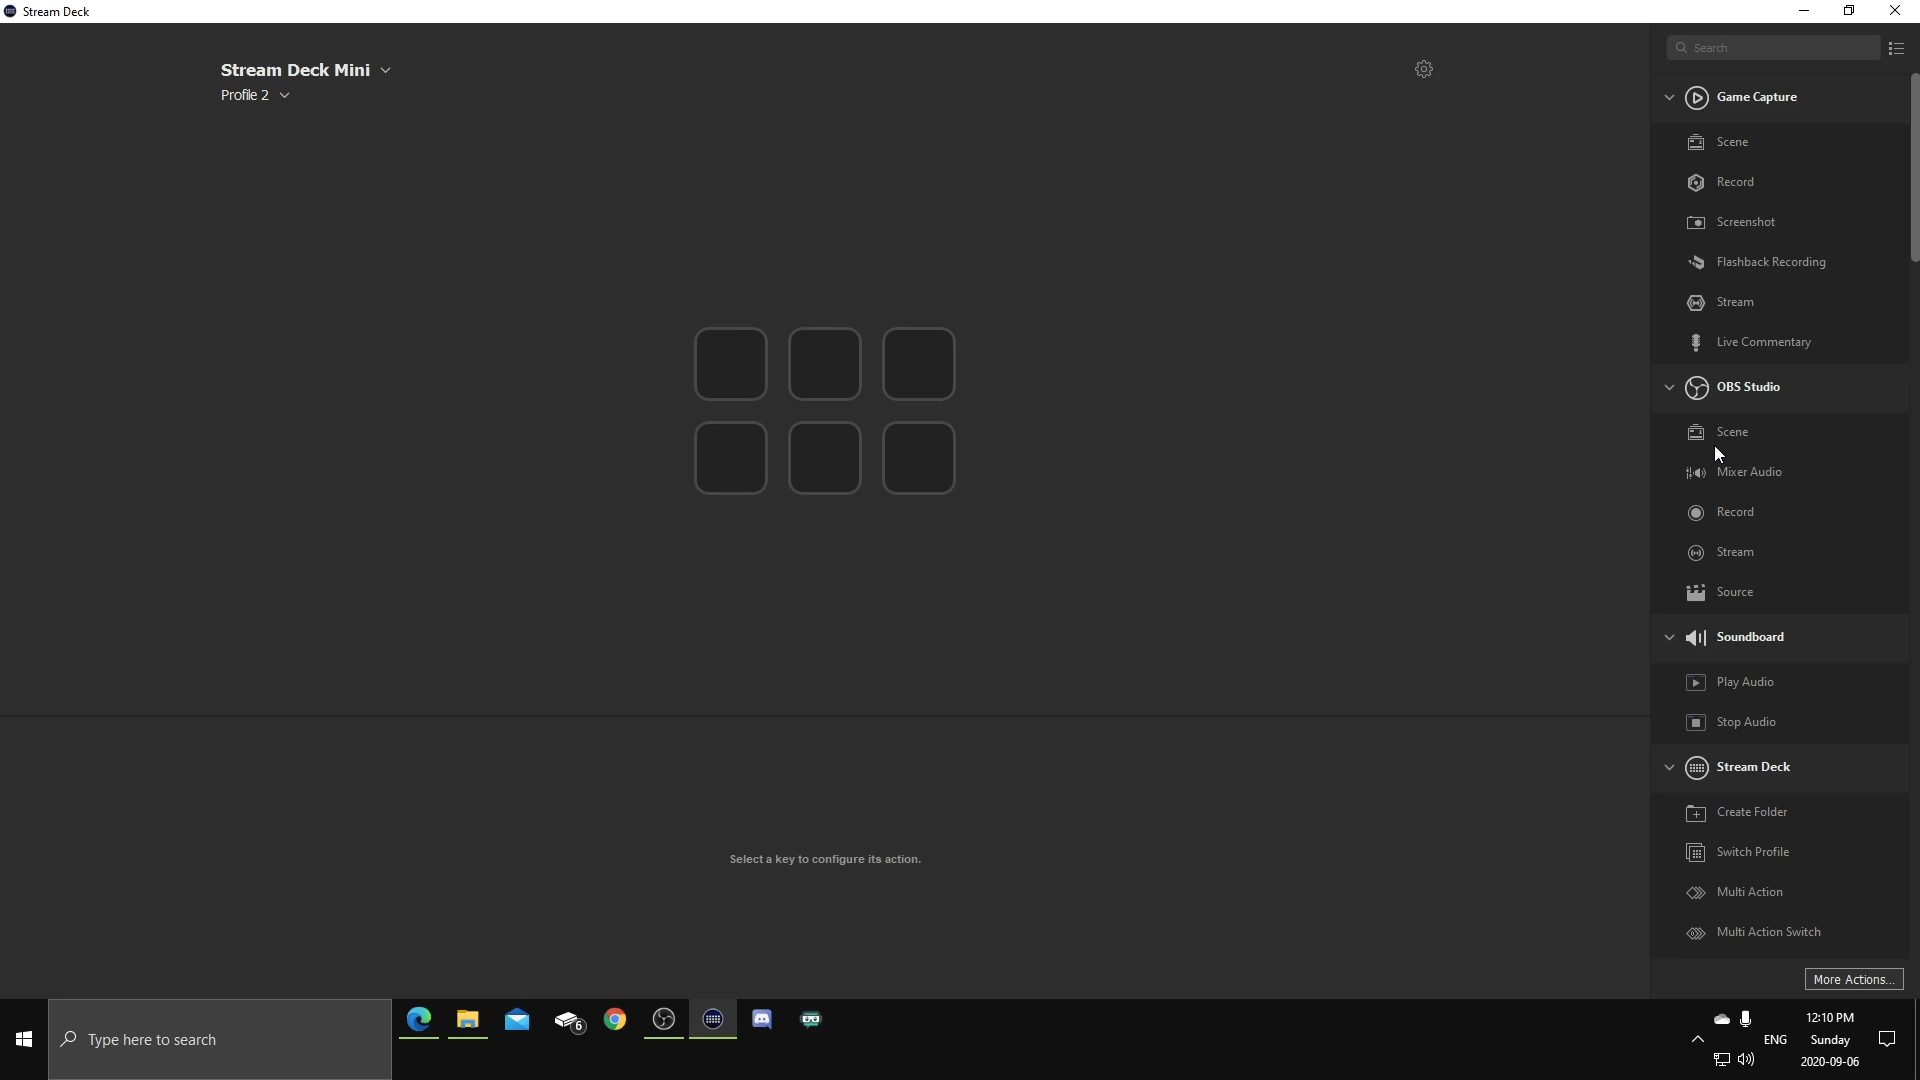 Stream Deck
Stream Deck Mini
Profile 2
Search
Game Capture
Scene
Record
Screenshot
Flashback Recording
Stream
Live Commentary
OBS Studio
Scene
Mixer Audio
Record
Stream
Source
Soundboard
Play Audio
Stop Audio
Stream Deck
Create Folder
Switch Profile
Multi Action
Multi Action Switch
More Actions...
Select a key to configure its action.
Type here to search
6
ENG
12:10 PM
Sunday
2020-09-06